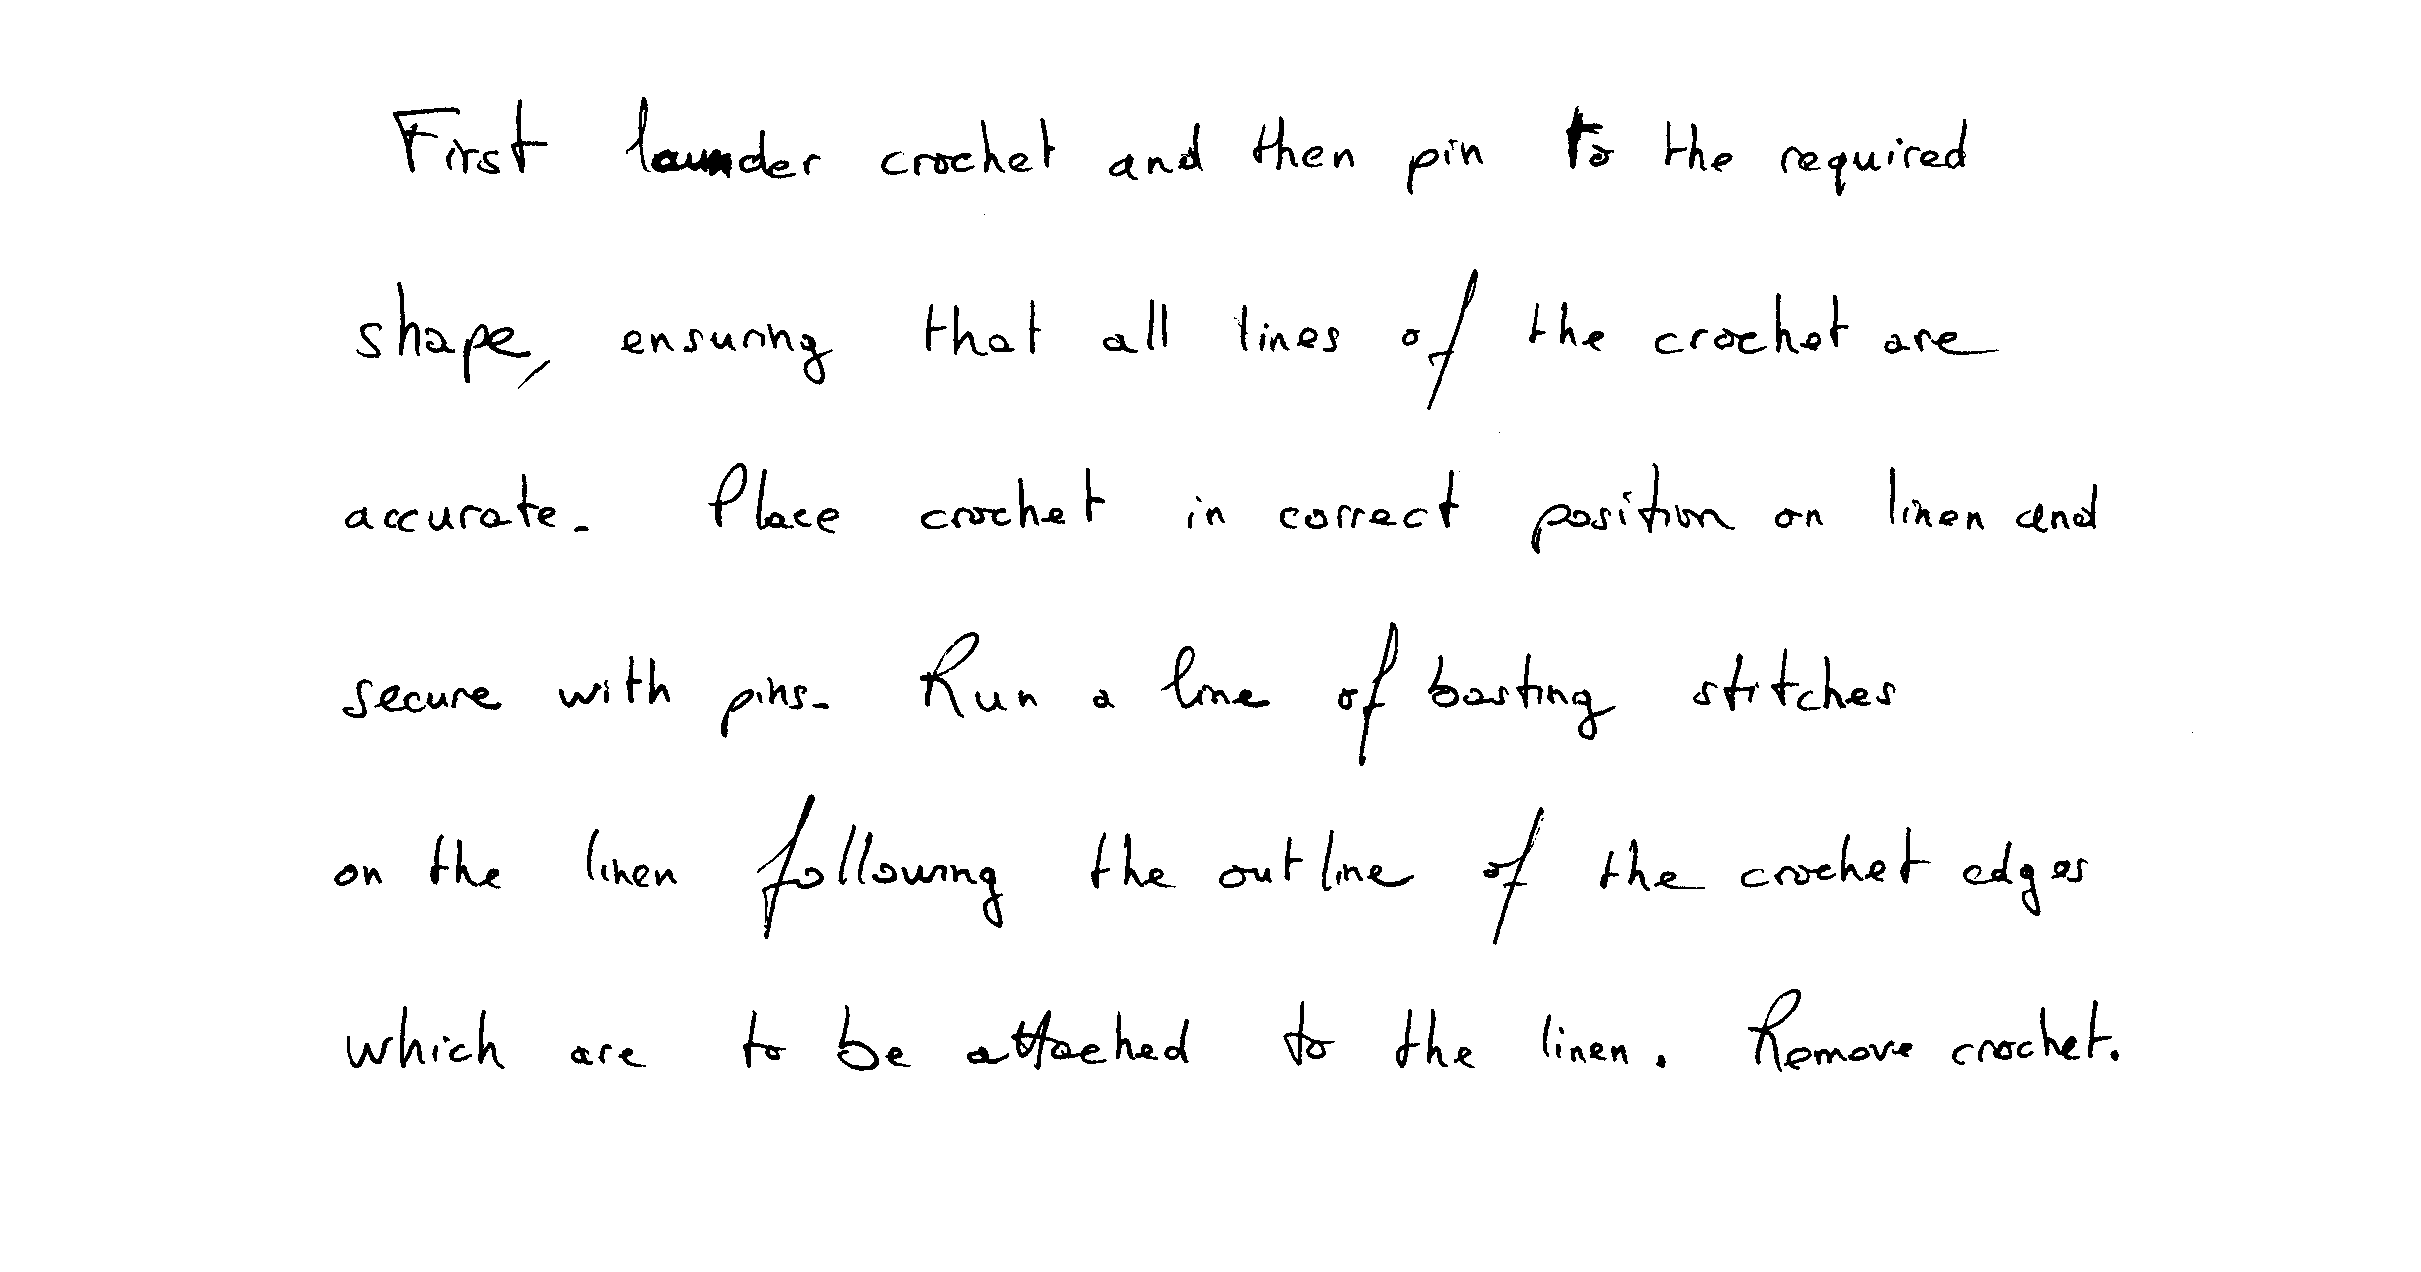 First launder crochet and then pin to the required
shape, ensuring that all lines of the crochet are
accurate. Place crochet in correct position on linen and
secure with pins. Run a line of basting stitches
on the linen following the outline of the crochet edges
which are to be attached to the linen. Remove crochet.